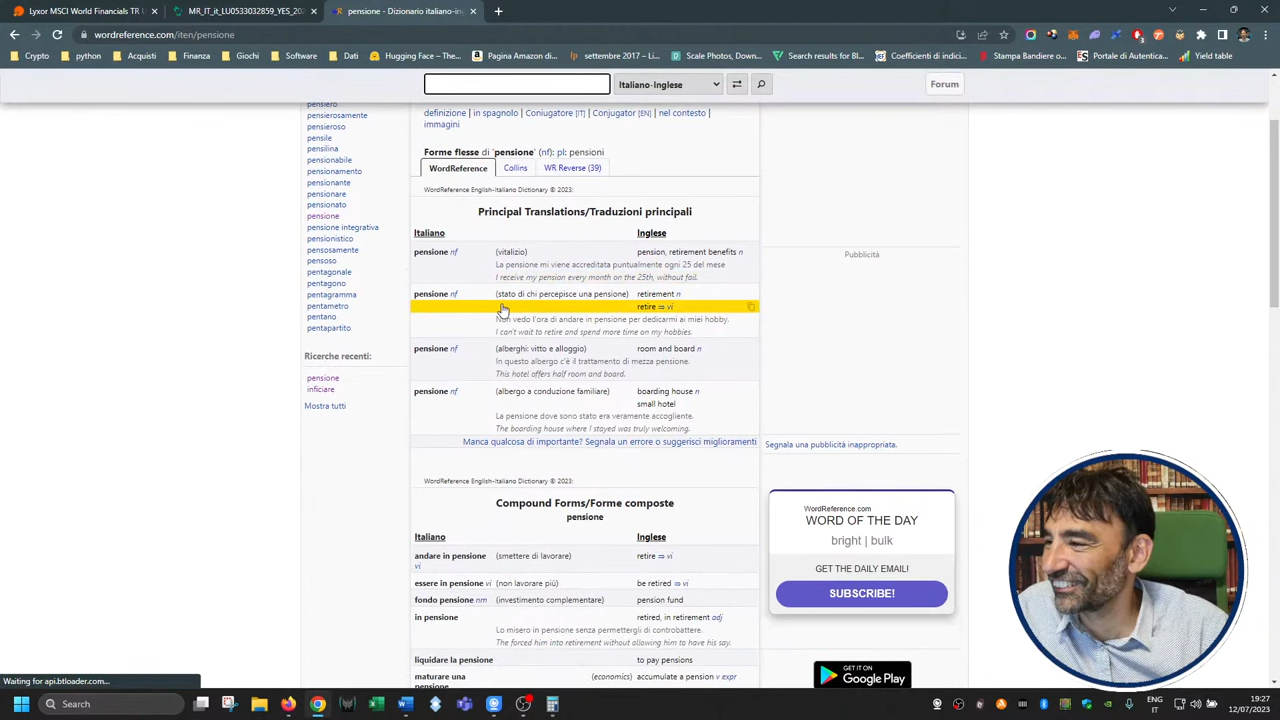 Lyxor MSCI World Financials TR U
MR_IT_it_LU0533032859_YES_202
pensione - Dizionario italiano-ingl
wordreference.com/iten/pensione
Crypto
python
Acquisti
Finanza
Giochi
Software
Dati
Hugging Face – Th...
Pagina Amazon di...
settembre 2017 – L...
Scale Photos, Down...
Search results for Bl...
Coefficienti di indici...
Stampa Bandiere or...
Portale di Autentica...
Yield table
Italiano-Inglese
Forum
pensiero
pensierosamente
pensieroso
pensile
pensilina
pensionabile
pensionamento
pensionante
pensionare
pensionato
pensione
pensione integrativa
pensionistico
pensosamente
pensoso
pentagonale
pentagono
pentagramma
pentametro
pentano
pentapartito
Ricerche recenti:
pensione
inficiare
Mostra tutti
definizione | in spagnolo | Coniugatore [IT] | Conjugator [EN] | nel contesto |
immagini
Forme flesse di 'pensione' (nf): pl: pensioni
WordReference Collins WR Reverse (39)
WordReference English-Italiano Dictionary © 2023:
Principal Translations/Traduzioni principali
Italiano Inglese
pensione nf (vitalizio) pension, retirement benefits n
La pensione mi viene accreditata puntualmente ogni 25 del mese
I receive my pension every month on the 25th, without fail.
pensione nf (stato di chi percepisce una pensione) retirement n
retire ⇒ vi
Non vedo l'ora di andare in pensione per dedicarmi ai miei hobby.
I can't wait to retire and spend more time on my hobbies.
pensione nf (alberghi: vitto e alloggio) room and board n
In questo albergo c'è il trattamento di mezza pensione.
This hotel offers half room and board.
pensione nf (albergo a conduzione familiare) boarding house n
small hotel
La pensione dove sono stato era veramente accogliente.
The boarding house where I stayed was truly welcoming.
Manca qualcosa di importante? Segnala un errore o suggerisci miglioramenti
WordReference English-Italiano Dictionary © 2023:
Compound Forms/Forme composte
pensione
Italiano Inglese
andare in pensione (smettere di lavorare) retire ⇒ vi
vi
essere in pensione vi (non lavorare più) be retired ⇒ vi
fondo pensione nm (investimento complementare) pension fund
in pensione retired, in retirement adj
Lo misero in pensione senza permettergli di controbattere.
The forced him into retirement without allowing him to have his say.
liquidare la pensione to pay pensions
maturare una (economics) accumulate a pension v expr
pensione
Pubblicità
Segnala una pubblicità inappropriata.
WordReference.com
WORD OF THE DAY
bright | bulk
GET THE DAILY EMAIL!
SUBSCRIBE!
GET IT ON
Google Play
Waiting for api.btloader.com...
Search
ENG
IT
19:27
12/07/2023